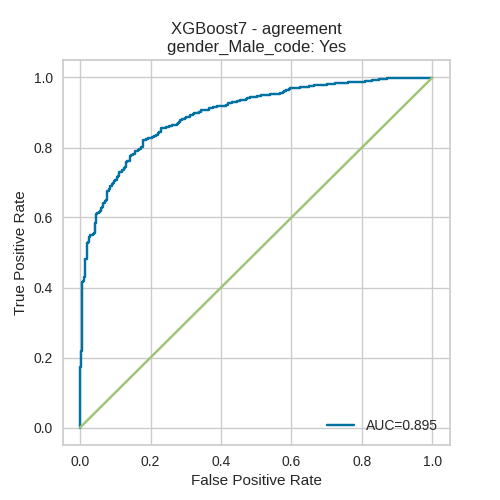 XGBoost7 - agreement
gender_Male_code: Yes
True Positive Rate
1.0
0.8
0.6
0.4
0.2
0.0
AUC=0.895
0.0 0.2 0.4 0.6 0.8 1.0
False Positive Rate